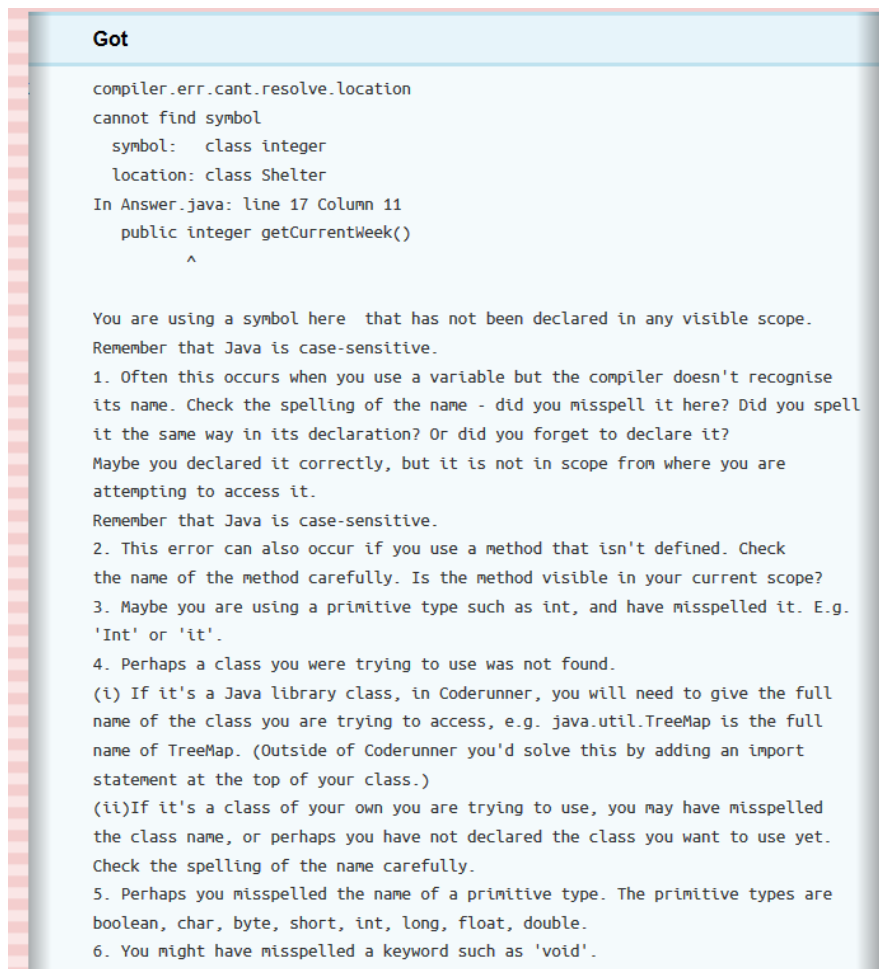 Got
compiler.err.cant.resolve.location
cannot find symbol
  symbol:   class integer
  location: class Shelter
In Answer.java: line 17 Column 11
   public integer getCurrentWeek()
          ^
You are using a symbol here  that has not been declared in any visible scope.
Remember that Java is case-sensitive.
1. Often this occurs when you use a variable but the compiler doesn't recognise
its name. Check the spelling of the name - did you misspell it here? Did you spell
it the same way in its declaration? Or did you forget to declare it?
Maybe you declared it correctly, but it is not in scope from where you are
attempting to access it.
Remember that Java is case-sensitive.
2. This error can also occur if you use a method that isn't defined. Check
the name of the method carefully. Is the method visible in your current scope?
3. Maybe you are using a primitive type such as int, and have misspelled it. E.g.
'Int' or 'it'.
4. Perhaps a class you were trying to use was not found.
(i) If it's a Java library class, in Coderunner, you will need to give the full
name of the class you are trying to access, e.g. java.util.TreeMap is the full
name of TreeMap. (Outside of Coderunner you'd solve this by adding an import
statement at the top of your class.)
(ii)If it's a class of your own you are trying to use, you may have misspelled
the class name, or perhaps you have not declared the class you want to use yet.
Check the spelling of the name carefully.
5. Perhaps you misspelled the name of a primitive type. The primitive types are
boolean, char, byte, short, int, long, float, double.
6. You might have misspelled a keyword such as 'void'.